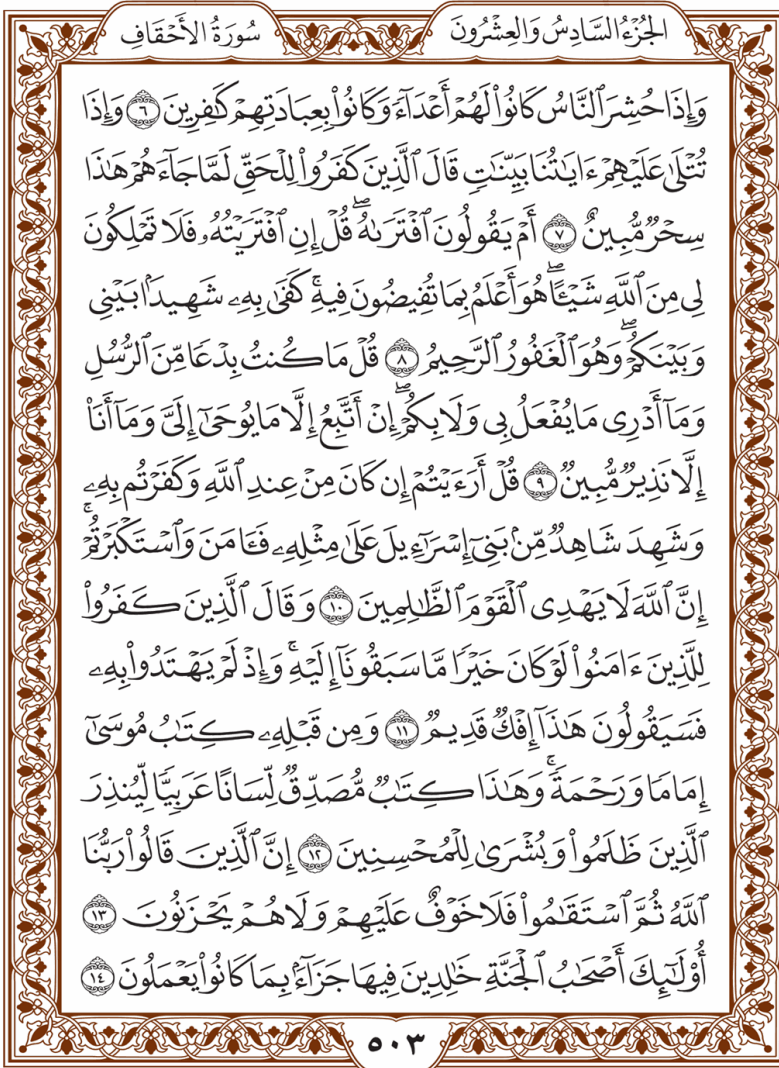 الجُزْءُ السَّادِسُ وَالعِشْرُونَ سُورَةُ الأَحْقَافِ
وَإِذَا حُشِرَ ٱلنَّاسُ كَانُوا۟ لَهُمْ أَعْدَآءً وَكَانُوا۟ بِعِبَادَتِهِمْ كَٰفِرِينَ ٦ وَإِذَا
تُتْلَىٰ عَلَيْهِمْ ءَايَٰتُنَا بَيِّنَٰتٍ قَالَ ٱلَّذِينَ كَفَرُوا۟ لِلْحَقِّ لَمَّا جَآءَهُمْ هَٰذَا
سِحْرٌ مُّبِينٌ ٧ أَمْ يَقُولُونَ ٱفْتَرَىٰهُ ۖ قُلْ إِنِ ٱفْتَرَيْتُهُۥ فَلَا تَمْلِكُونَ
لِى مِنَ ٱللَّهِ شَيْـًٔا ۖ هُوَ أَعْلَمُ بِمَا تُفِيضُونَ فِيهِ ۚ كَفَىٰ بِهِۦ شَهِيدًۢا بَيْنِى
وَبَيْنَكُمْ ۖ وَهُوَ ٱلْغَفُورُ ٱلرَّحِيمُ ٨ قُلْ مَا كُنتُ بِدْعًا مِّنَ ٱلرُّسُلِ
وَمَآ أَدْرِى مَا يُفْعَلُ بِى وَلَا بِكُمْ ۖ إِنْ أَتَّبِعُ إِلَّا مَا يُوحَىٰٓ إِلَىَّ وَمَآ أَنَا۠
إِلَّا نَذِيرٌ مُّبِينٌ ٩ قُلْ أَرَءَيْتُمْ إِن كَانَ مِنْ عِندِ ٱللَّهِ وَكَفَرْتُم بِهِۦ
وَشَهِدَ شَاهِدٌ مِّنۢ بَنِىٓ إِسْرَٰٓءِيلَ عَلَىٰ مِثْلِهِۦ فَـَٔامَنَ وَٱسْتَكْبَرْتُمْ ۚ
إِنَّ ٱللَّهَ لَا يَهْدِى ٱلْقَوْمَ ٱلظَّٰلِمِينَ ١٠ وَقَالَ ٱلَّذِينَ كَفَرُوا۟
لِلَّذِينَ ءَامَنُوا۟ لَوْ كَانَ خَيْرًا مَّا سَبَقُونَآ إِلَيْهِ ۚ وَإِذْ لَمْ يَهْتَدُوا۟ بِهِۦ
فَسَيَقُولُونَ هَٰذَآ إِفْكٌ قَدِيمٌ ١١ وَمِن قَبْلِهِۦ كِتَٰبُ مُوسَىٰٓ
إِمَامًا وَرَحْمَةً ۚ وَهَٰذَا كِتَٰبٌ مُّصَدِّقٌ لِّسَانًا عَرَبِيًّا لِّيُنذِرَ
ٱلَّذِينَ ظَلَمُوا۟ وَبُشْرَىٰ لِلْمُحْسِنِينَ ١٢ إِنَّ ٱلَّذِينَ قَالُوا۟ رَبُّنَا
ٱللَّهُ ثُمَّ ٱسْتَقَٰمُوا۟ فَلَا خَوْفٌ عَلَيْهِمْ وَلَا هُمْ يَحْزَنُونَ ١٣
أُو۟لَٰٓئِكَ أَصْحَٰبُ ٱلْجَنَّةِ خَٰلِدِينَ فِيهَا جَزَآءًۢ بِمَا كَانُوا۟ يَعْمَلُونَ ١٤
٥٠٣